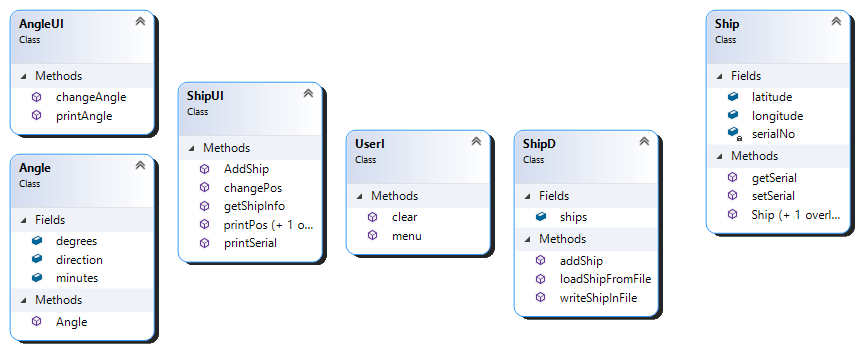 AngleUI
Class
Methods
changeAngle
printAngle
Angle
Class
Fields
degrees
direction
minutes
Methods
Angle
ShipUI
Class
Methods
AddShip
changePos
getShipInfo
printPos (+ 1 o...
printSerial
UserI
Class
Methods
clear
menu
ShipD
Class
Fields
ships
Methods
addShip
loadShipFromFile
writeShipInFile
Ship
Class
Fields
latitude
longitude
serialNo
Methods
getSerial
setSerial
Ship (+ 1 overl...